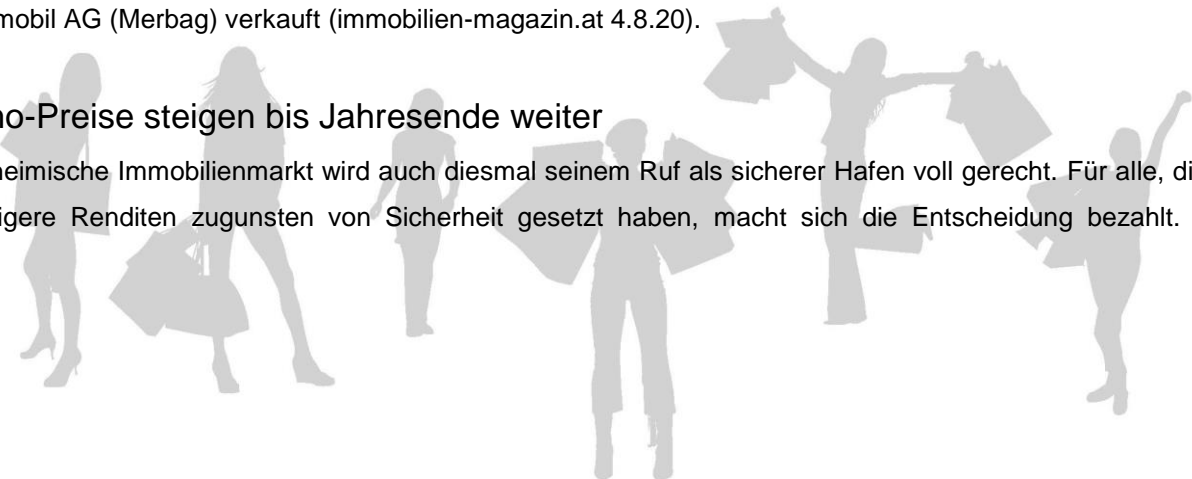 mobil AG (Merbag) verkauft (immobilien-magazin.at 4.8.20).
no-Preise steigen bis Jahresende weiter
heimische Immobilienmarkt wird auch diesmal seinem Ruf als sicherer Hafen voll gerecht. Für alle, di
igere Renditen zugunsten von Sicherheit gesetzt haben, macht sich die Entscheidung bezahlt.